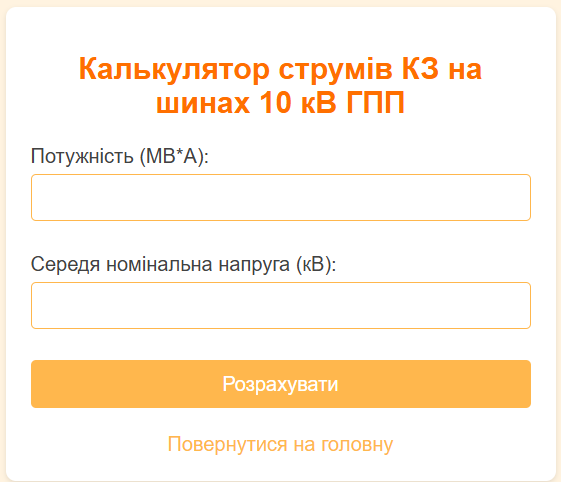 Калькулятор струмів КЗ на
шинах 10 кВ ГПП
Потужність (МВ*А):
Середя номінальна напруга (кВ):
Розрахувати
Повернутися на головну